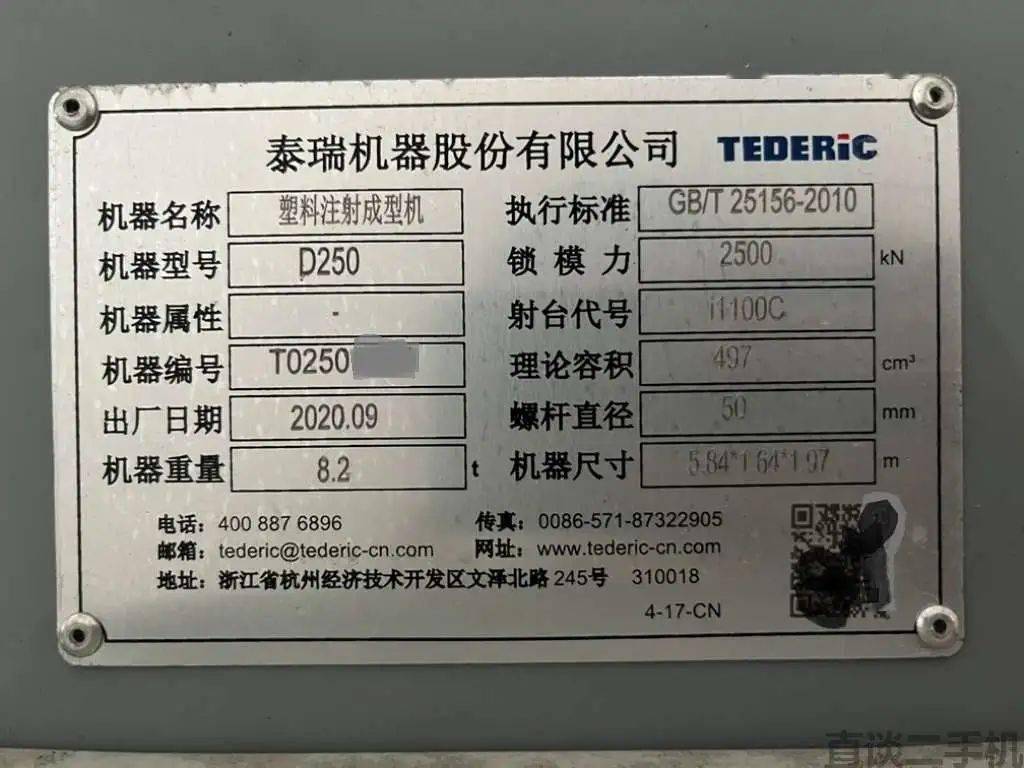 泰瑞机器股份有限公司 TEDERiC
机器名称 塑料注射成型机 执行标准 GB/T 25156-2010
机器型号 D250 锁模力 2500 kN
机器属性 - 射台代号 i1100C
机器编号 T0250 理论容积 497 cm³
出厂日期 2020.09 螺杆直径 50 mm
机器重量 8.2 t 机器尺寸 5.84*1.64*1.97 m
电话：400 887 6896 传真：0086-571-87322905
邮箱：tederic@tederic-cn.com 网址：www.tederic-cn.com
地址：浙江省杭州经济技术开发区文泽北路245号 310018
4-17-CN
直谈二手机